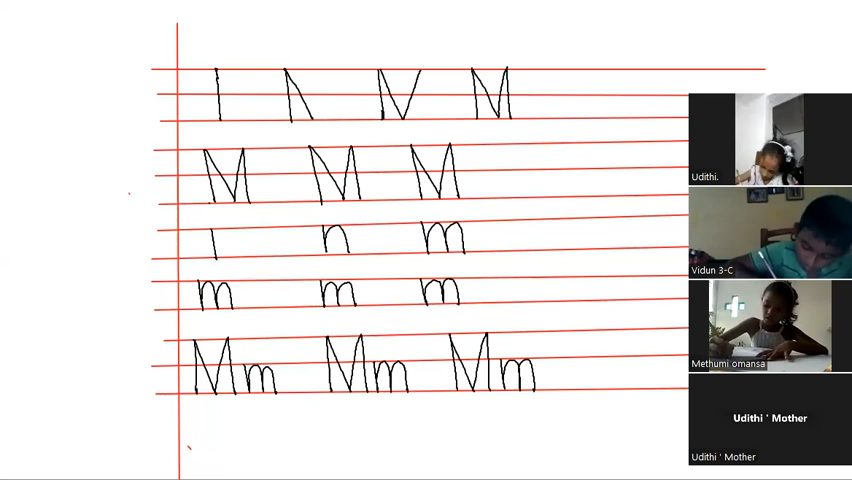 I \ V M
M M M
ı n m
m m m
Mm Mm Mm
Udithi.
Vidun 3-C
Methumi omansa
Udithi ' Mother
Udithi ' Mother